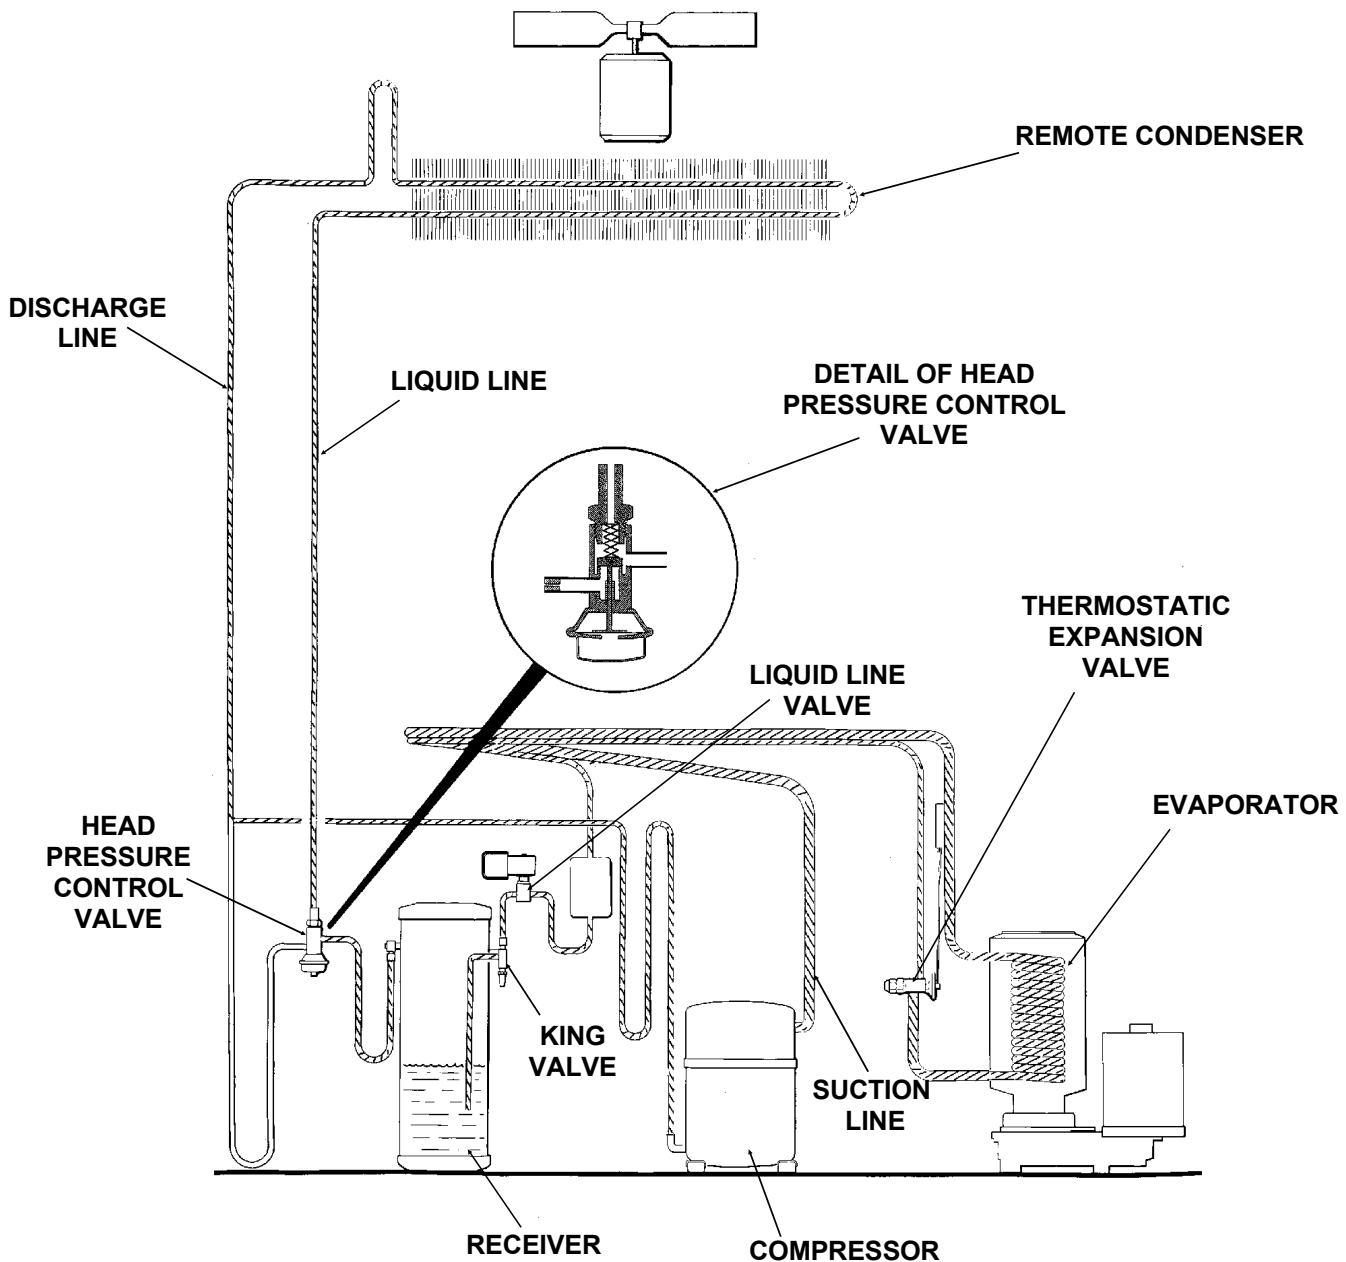 REMOTE CONDENSER
DISCHARGE
LINE
LIQUID LINE
DETAIL OF HEAD
PRESSURE CONTROL
VALVE
THERMOSTATIC
EXPANSION
VALVE
LIQUID LINE
VALVE
EVAPORATOR
HEAD
PRESSURE
CONTROL
VALVE
KING
VALVE
SUCTION
LINE
RECEIVER
COMPRESSOR